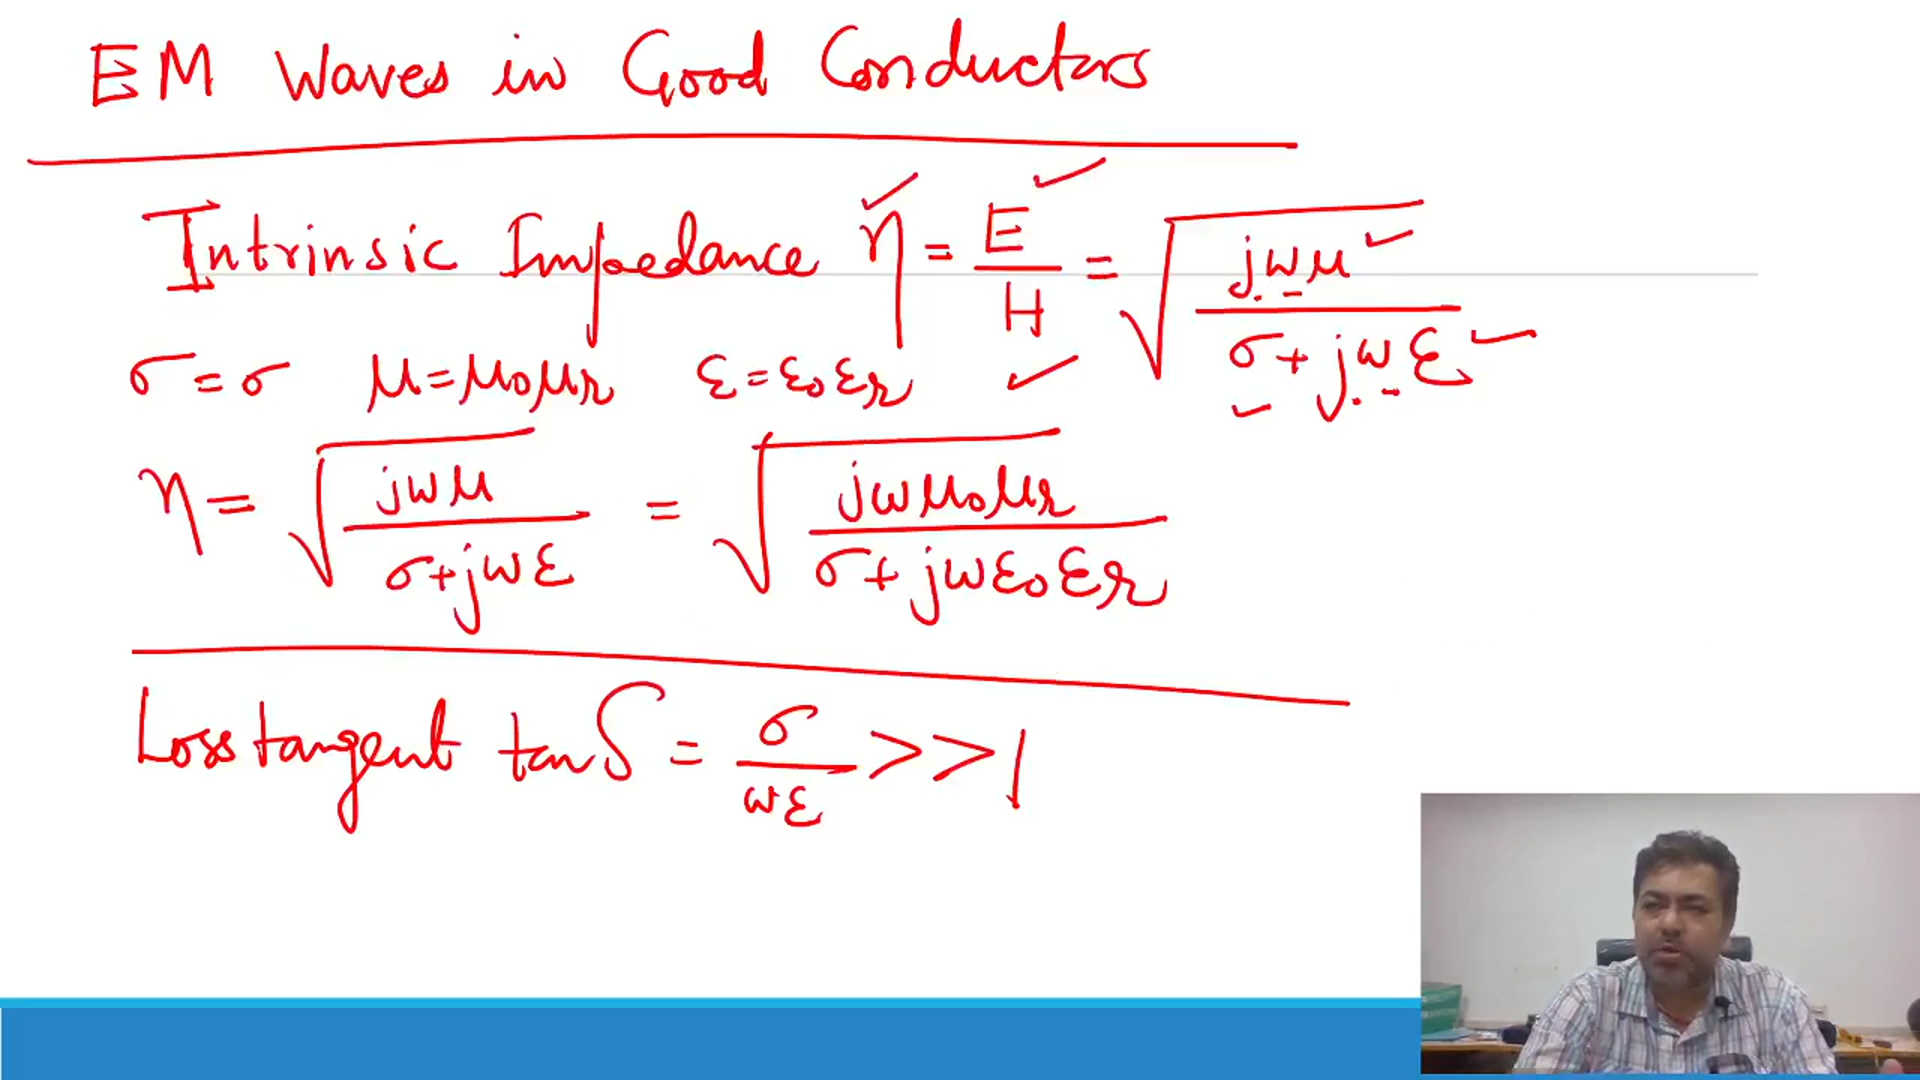 EM Waves in Good Conductors
Intrinsic Impedance η = E/H = √(jωμ/(σ+jωε))
σ = σ μ = μ₀μᵣ ε = ε₀εᵣ
η = √(jωμ/(σ+jωε)) = √(jωμ₀μᵣ/(σ+jωε₀εᵣ))
Loss tangent tan δ = σ/ωε >> 1